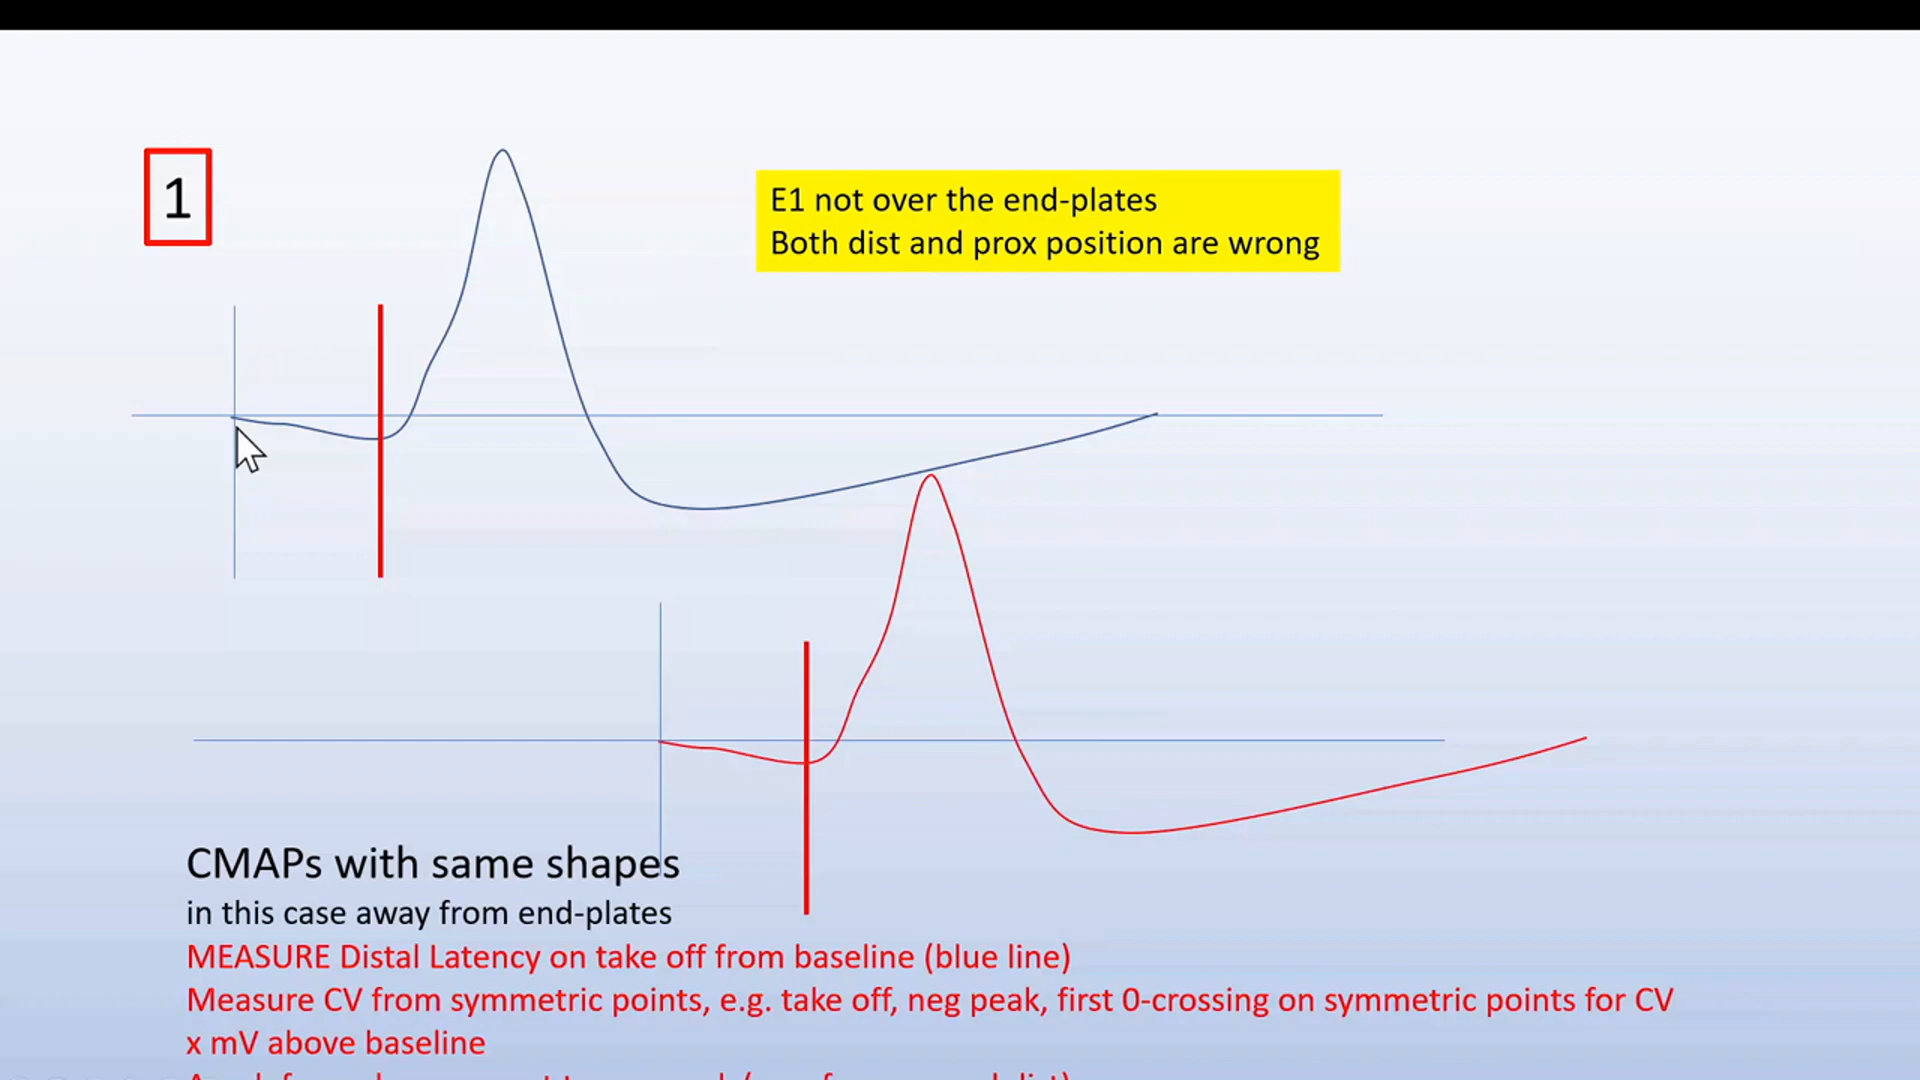 1
E1 not over the end-plates
Both dist and prox position are wrong
CMAPs with same shapes
in this case away from end-plates
MEASURE Distal Latency on take off from baseline (blue line)
Measure CV from symmetric points, e.g. take off, neg peak, first 0-crossing on symmetric points for CV
x mV above baseline